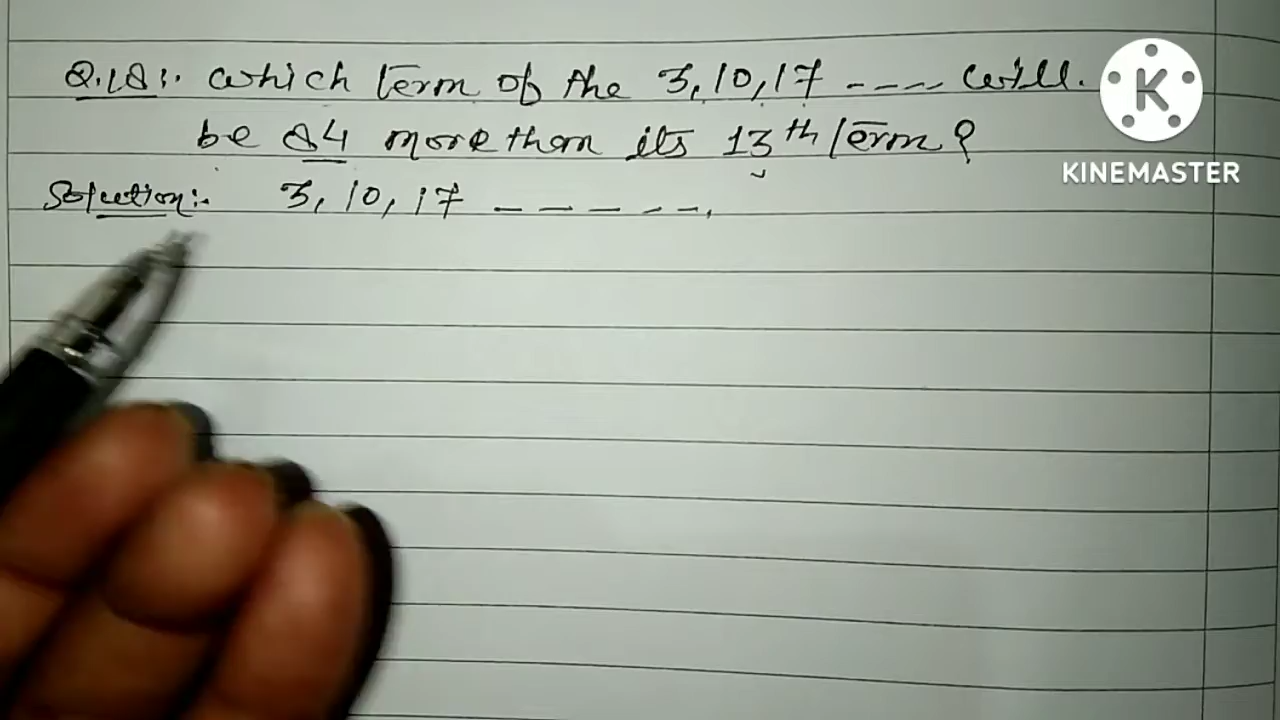 Q.18:. which term of the 3, 10, 17 ---- will.
be 84 more than its 13th term?
Solution:. 3, 10, 17 - - - - -,
K
KINEMASTER